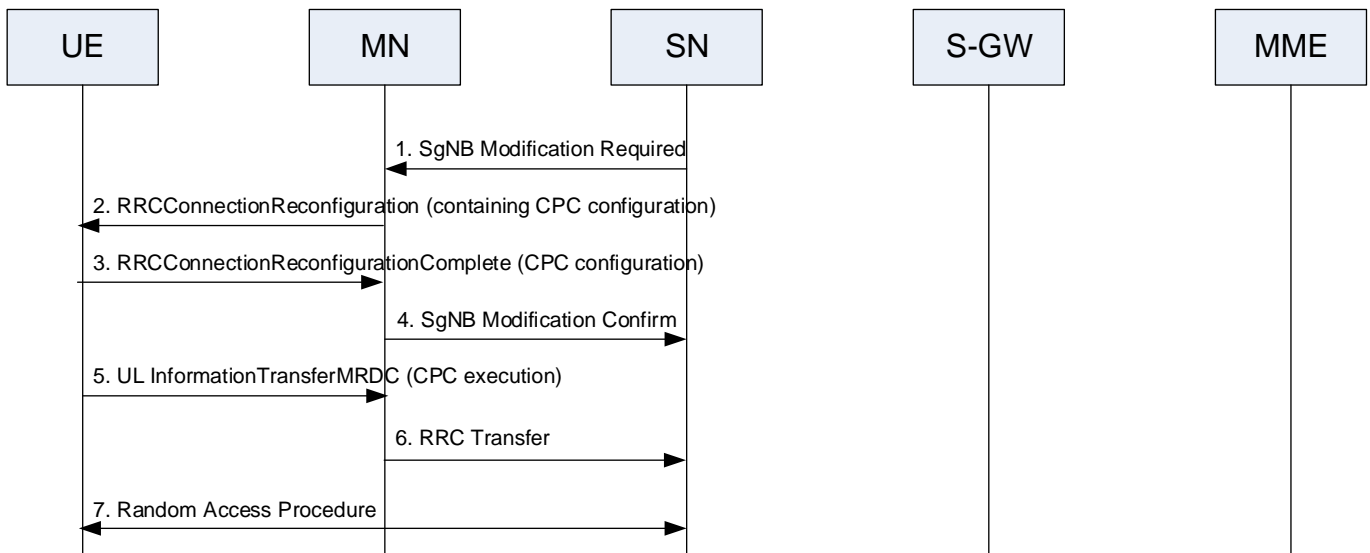 UE
MN
SN
S-GW
MME
1. SgNB Modification Required
2. RRCConnectionReconfiguration (containing CPC configuration)
3. RRCConnectionReconfigurationComplete (CPC configuration)
4. SgNB Modification Confirm
5. UL InformationTransferMRDC (CPC execution)
6. RRC Transfer
7. Random Access Procedure